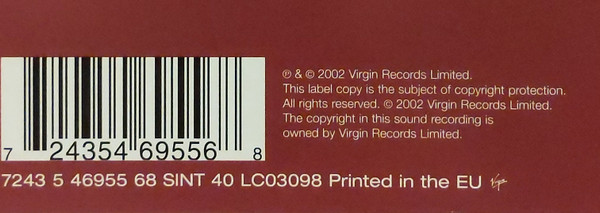 ℗ & © 2002 Virgin Records Limited.
This label copy is the subject of copyright protection.
All rights reserved. © 2002 Virgin Records Limited.
The copyright in this sound recording is
owned by Virgin Records Limited.
7 24354 69556 8
7243 5 46955 68 SINT 40 LC03098 Printed in the EU Virgin